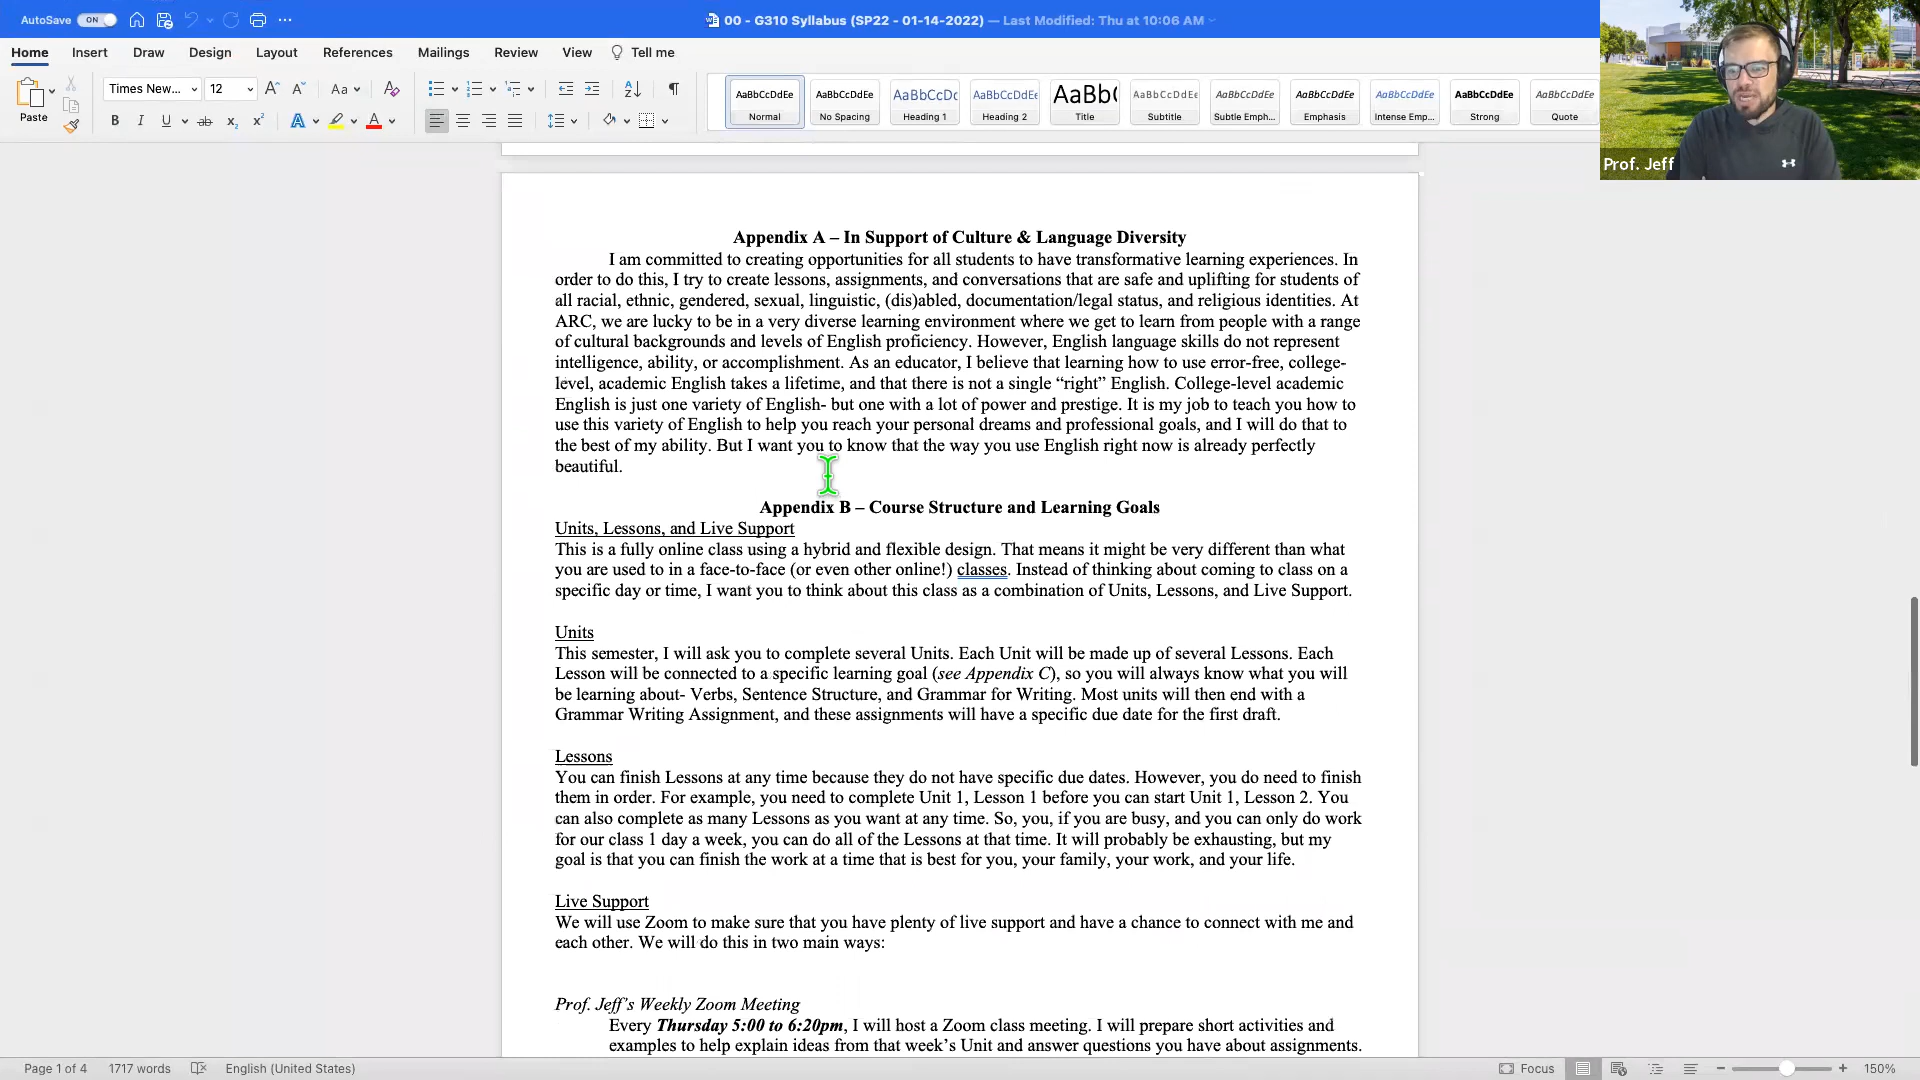 AutoSave ON 00 - G310 Syllabus (SP22 - 01-14-2022) — Last Modified: Thu at 10:06 AM
Home Insert Draw Design Layout References Mailings Review View Tell me
Paste Times New... 12 Aa
B I U ab x₂ x² A A
AaBbCcDdEe AaBbCcDdEe AaBbCcDc AaBbCcDdEe AaBb( AaBbCcDdEe AaBbCcDdEe AaBbCcDdEe AaBbCcDdEe AaBbCcDdEe AaBbCcDdEe
Normal No Spacing Heading 1 Heading 2 Title Subtitle Subtle Emph... Emphasis Intense Emp... Strong Quote
Prof. Jeff
Appendix A – In Support of Culture & Language Diversity
I am committed to creating opportunities for all students to have transformative learning experiences. In
order to do this, I try to create lessons, assignments, and conversations that are safe and uplifting for students of
all racial, ethnic, gendered, sexual, linguistic, (dis)abled, documentation/legal status, and religious identities. At
ARC, we are lucky to be in a very diverse learning environment where we get to learn from people with a range
of cultural backgrounds and levels of English proficiency. However, English language skills do not represent
intelligence, ability, or accomplishment. As an educator, I believe that learning how to use error-free, college-
level, academic English takes a lifetime, and that there is not a single “right” English. College-level academic
English is just one variety of English- but one with a lot of power and prestige. It is my job to teach you how to
use this variety of English to help you reach your personal dreams and professional goals, and I will do that to
the best of my ability. But I want you to know that the way you use English right now is already perfectly
beautiful.
Appendix B – Course Structure and Learning Goals
Units, Lessons, and Live Support
This is a fully online class using a hybrid and flexible design. That means it might be very different than what
you are used to in a face-to-face (or even other online!) classes. Instead of thinking about coming to class on a
specific day or time, I want you to think about this class as a combination of Units, Lessons, and Live Support.
Units
This semester, I will ask you to complete several Units. Each Unit will be made up of several Lessons. Each
Lesson will be connected to a specific learning goal (see Appendix C), so you will always know what you will
be learning about- Verbs, Sentence Structure, and Grammar for Writing. Most units will then end with a
Grammar Writing Assignment, and these assignments will have a specific due date for the first draft.
Lessons
You can finish Lessons at any time because they do not have specific due dates. However, you do need to finish
them in order. For example, you need to complete Unit 1, Lesson 1 before you can start Unit 1, Lesson 2. You
can also complete as many Lessons as you want at any time. So, you, if you are busy, and you can only do work
for our class 1 day a week, you can do all of the Lessons at that time. It will probably be exhausting, but my
goal is that you can finish the work at a time that is best for you, your family, your work, and your life.
Live Support
We will use Zoom to make sure that you have plenty of live support and have a chance to connect with me and
each other. We will do this in two main ways:
Prof. Jeff’s Weekly Zoom Meeting
Every Thursday 5:00 to 6:20pm, I will host a Zoom class meeting. I will prepare short activities and
examples to help explain ideas from that week’s Unit and answer questions you have about assignments.
Page 1 of 4 1717 words English (United States) Focus 150%